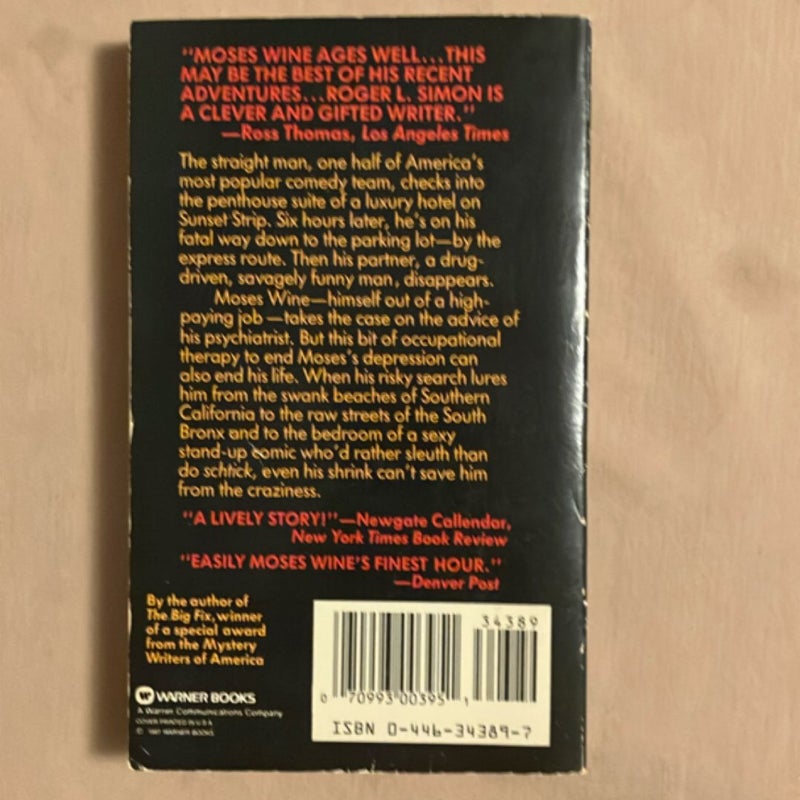 "MOSES WINE AGES WELL...THIS
MAY BE THE BEST OF HIS RECENT
ADVENTURES...ROGER L. SIMON IS
A CLEVER AND GIFTED WRITER."
—Ross Thomas, Los Angeles Times
The straight man, one half of America's
most popular comedy team, checks into
the penthouse suite of a luxury hotel on
Sunset Strip. Six hours later, he's on his
fatal way down to the parking lot—by the
express route. Then his partner, a drug-
driven, savagely funny man, disappears.
Moses Wine—himself out of a high-
paying job—takes the case on the advice of
his psychiatrist. But this bit of occupational
therapy to end Moses's depression can
also end his life. When his risky search lures
him from the swank beaches of Southern
California to the raw streets of the South
Bronx and to the bedroom of a sexy
stand-up comic who'd rather sleuth than
do schtick, even his shrink can't save him
from the craziness.
"A LIVELY STORY!"—Newgate Callendar,
New York Times Book Review
"EASILY MOSES WINE'S FINEST HOUR."
—Denver Post
By the author of
The Big Fix, winner
of a special award
from the Mystery
Writers of America
WARNER BOOKS
A Warner Communications Company
COVER PRINTED IN U.S.A.
© 1987 WARNER BOOKS
34389
0 70993 00395 1
ISBN 0-446-34389-7